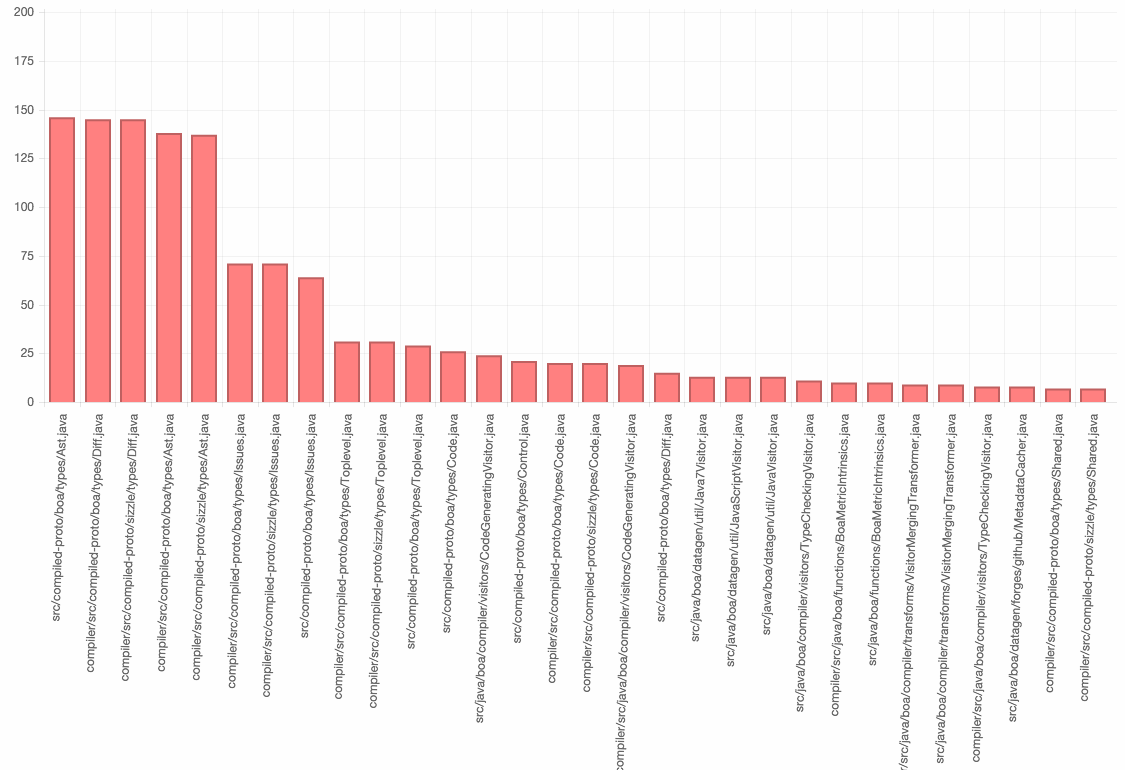 200
175
150
125
100
75
50
25
0
src/compiled-proto/boa/types/Ast.java
compiler/src/compiled-proto/boa/types/Diff.java
compiler/src/compiled-proto/sizzle/types/Diff.java
compiler/src/compiled-proto/boa/types/Ast.java
compiler/src/compiled-proto/sizzle/types/Ast.java
compiler/src/compiled-proto/boa/types/Issues.java
compiler/src/compiled-proto/sizzle/types/Issues.java
src/compiled-proto/boa/types/Issues.java
compiler/src/compiled-proto/boa/types/Toplevel.java
compiler/src/compiled-proto/sizzle/types/Toplevel.java
src/compiled-proto/boa/types/Toplevel.java
src/compiled-proto/boa/types/Code.java
src/java/boa/compiler/visitors/CodeGeneratingVisitor.java
src/compiled-proto/boa/types/Control.java
compiler/src/compiled-proto/boa/types/Code.java
compiler/src/compiled-proto/sizzle/types/Code.java
compiler/src/java/boa/compiler/visitors/CodeGeneratingVisitor.java
src/compiled-proto/boa/types/Diff.java
src/java/boa/datagen/util/Java7Visitor.java
src/java/boa/datagen/util/JavaScriptVisitor.java
src/java/boa/datagen/util/JavaVisitor.java
src/java/boa/compiler/visitors/TypeCheckingVisitor.java
compiler/src/java/boa/functions/BoaMetricIntrinsics.java
src/java/boa/functions/BoaMetricIntrinsics.java
r/src/java/boa/compiler/transforms/VisitorMergingTransformer.java
src/java/boa/compiler/transforms/VisitorMergingTransformer.java
compiler/src/java/boa/compiler/visitors/TypeCheckingVisitor.java
src/java/boa/datagen/forges/github/MetadataCacher.java
compiler/src/compiled-proto/boa/types/Shared.java
compiler/src/compiled-proto/sizzle/types/Shared.java